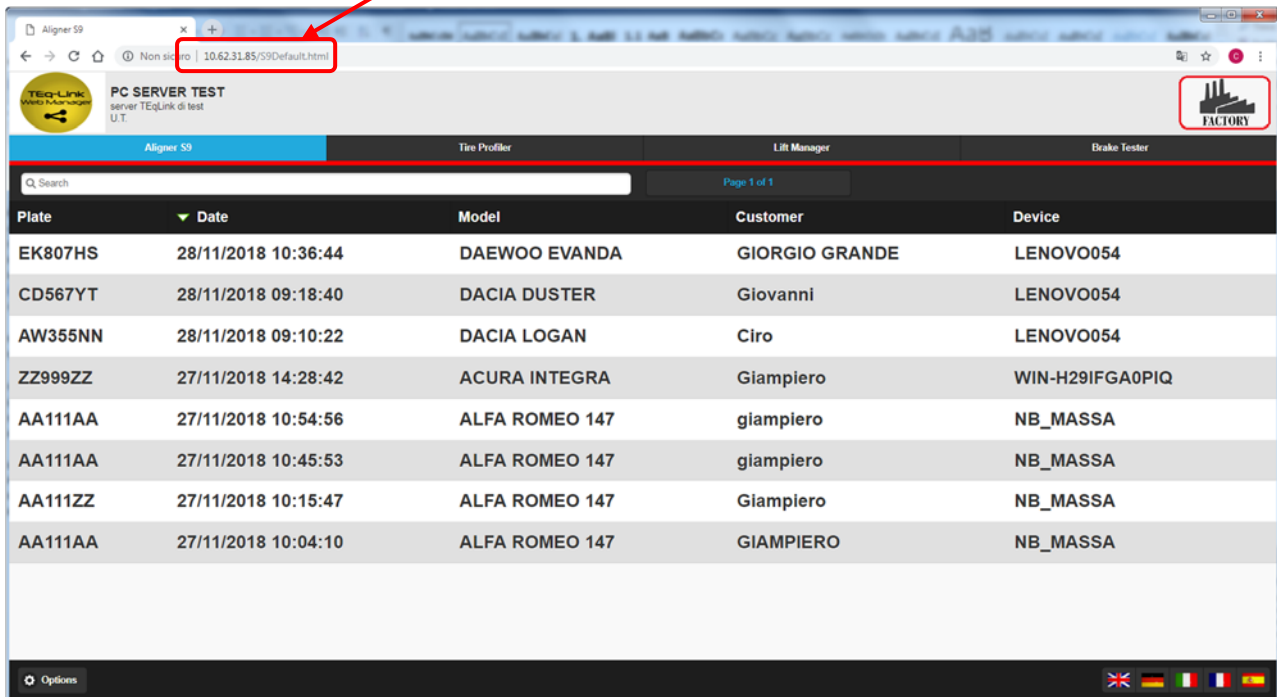 Aligner S9
Non sicuro | 10.62.31.85/S9Default.html
TEq-Link
Web Manager
PC SERVER TEST
server TEqLink di test
U.T.
FACTORY
Aligner S9 Tire Profiler Lift Manager Brake Tester
Search Page 1 of 1
Plate Date Model Customer Device
EK807HS 28/11/2018 10:36:44 DAEWOO EVANDA GIORGIO GRANDE LENOVO054
CD567YT 28/11/2018 09:18:40 DACIA DUSTER Giovanni LENOVO054
AW355NN 28/11/2018 09:10:22 DACIA LOGAN Ciro LENOVO054
ZZ999ZZ 27/11/2018 14:28:42 ACURA INTEGRA Giampiero WIN-H29IFGA0PIQ
AA111AA 27/11/2018 10:54:56 ALFA ROMEO 147 giampiero NB_MASSA
AA111AA 27/11/2018 10:45:53 ALFA ROMEO 147 giampiero NB_MASSA
AA111ZZ 27/11/2018 10:15:47 ALFA ROMEO 147 Giampiero NB_MASSA
AA111AA 27/11/2018 10:04:10 ALFA ROMEO 147 GIAMPIERO NB_MASSA
Options